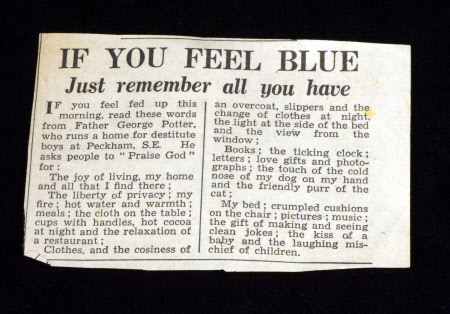 IF YOU FEEL BLUE
Just remember all you have
IF you feel fed up this
morning, read these words
from Father George Potter,
who runs a home for destitute
boys at Peckham, S.E. He
asks people to "Praise God"
for:
The joy of living, my home
and all that I find there;
The liberty of privacy; my
fire; hot water and warmth;
meals; the cloth on the table;
cups with handles, hot cocoa
at night and the relaxation of
a restaurant;
Clothes, and the cosiness of
an overcoat, slippers and the
change of clothes at night,
the light at the side of the bed
and the view from the
window;
Books; the ticking clock;
letters; love gifts and photo-
graphs; the touch of the cold
nose of my dog on my hand
and the friendly purr of the
cat;
My bed; crumpled cushions
on the chair; pictures; music;
the gift of making and seeing
clean jokes; the kiss of a
baby and the laughing mis-
chief of children.